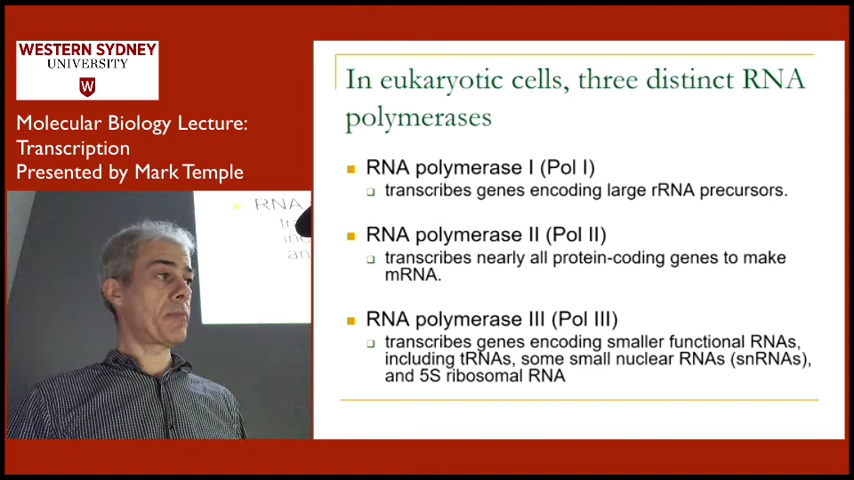 WESTERN SYDNEY
UNIVERSITY
W
Molecular Biology Lecture:
Transcription
Presented by Mark Temple
RNA
In eukaryotic cells, three distinct RNA
polymerases
RNA polymerase I (Pol I)
transcribes genes encoding large rRNA precursors.
RNA polymerase II (Pol II)
transcribes nearly all protein-coding genes to make
mRNA.
RNA polymerase III (Pol III)
transcribes genes encoding smaller functional RNAs,
including tRNAs, some small nuclear RNAs (snRNAs),
and 5S ribosomal RNA